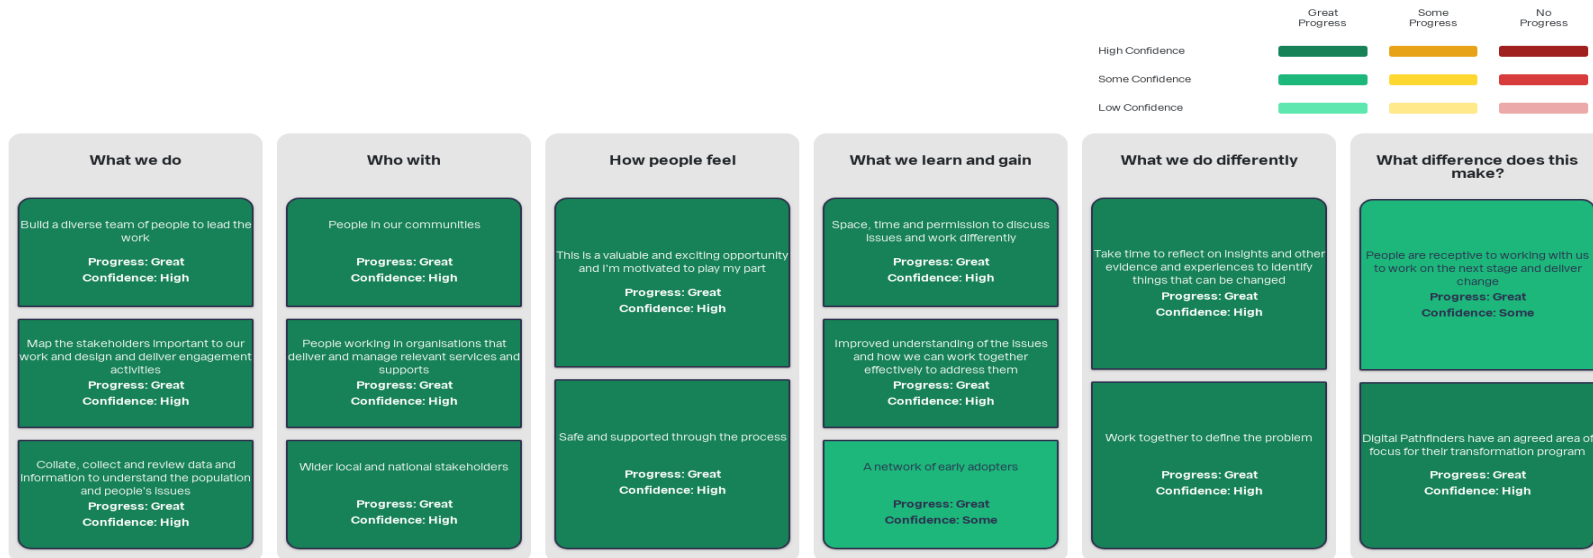 Great
Progress
Some
Progress
No
Progress
High Confidence
Some Confidence
Low Confidence
What we do
Build a diverse team of people to lead the
work
Progress: Great
Confidence: High
Map the stakeholders important to our
work and design and deliver engagement
activities
Progress: Great
Confidence: High
Collate, collect and review data and
information to understand the population
and people's issues
Progress: Great
Confidence: High
Who with
People in our communities
Progress: Great
Confidence: High
People working in organisations that
deliver and manage relevant services and
supports
Progress: Great
Confidence: High
Wider local and national stakeholders
Progress: Great
Confidence: High
How people feel
This is a valuable and exciting opportunity
and I'm motivated to play my part
Progress: Great
Confidence: High
Safe and supported through the process
Progress: Great
Confidence: High
What we learn and gain
Space, time and permission to discuss
issues and work differently
Progress: Great
Confidence: High
Improved understanding of the issues
and how we can work together
effectively to address them
Progress: Great
Confidence: High
A network of early adopters
Progress: Great
Confidence: Some
What we do differently
Take time to reflect on insights and other
evidence and experiences to identify
things that can be changed
Progress: Great
Confidence: High
Work together to define the problem
Progress: Great
Confidence: High
What difference does this
make?
People are receptive to working with us
to work on the next stage and deliver
change
Progress: Great
Confidence: Some
Digital Pathfinders have an agreed area of
focus for their transformation program
Progress: Great
Confidence: High